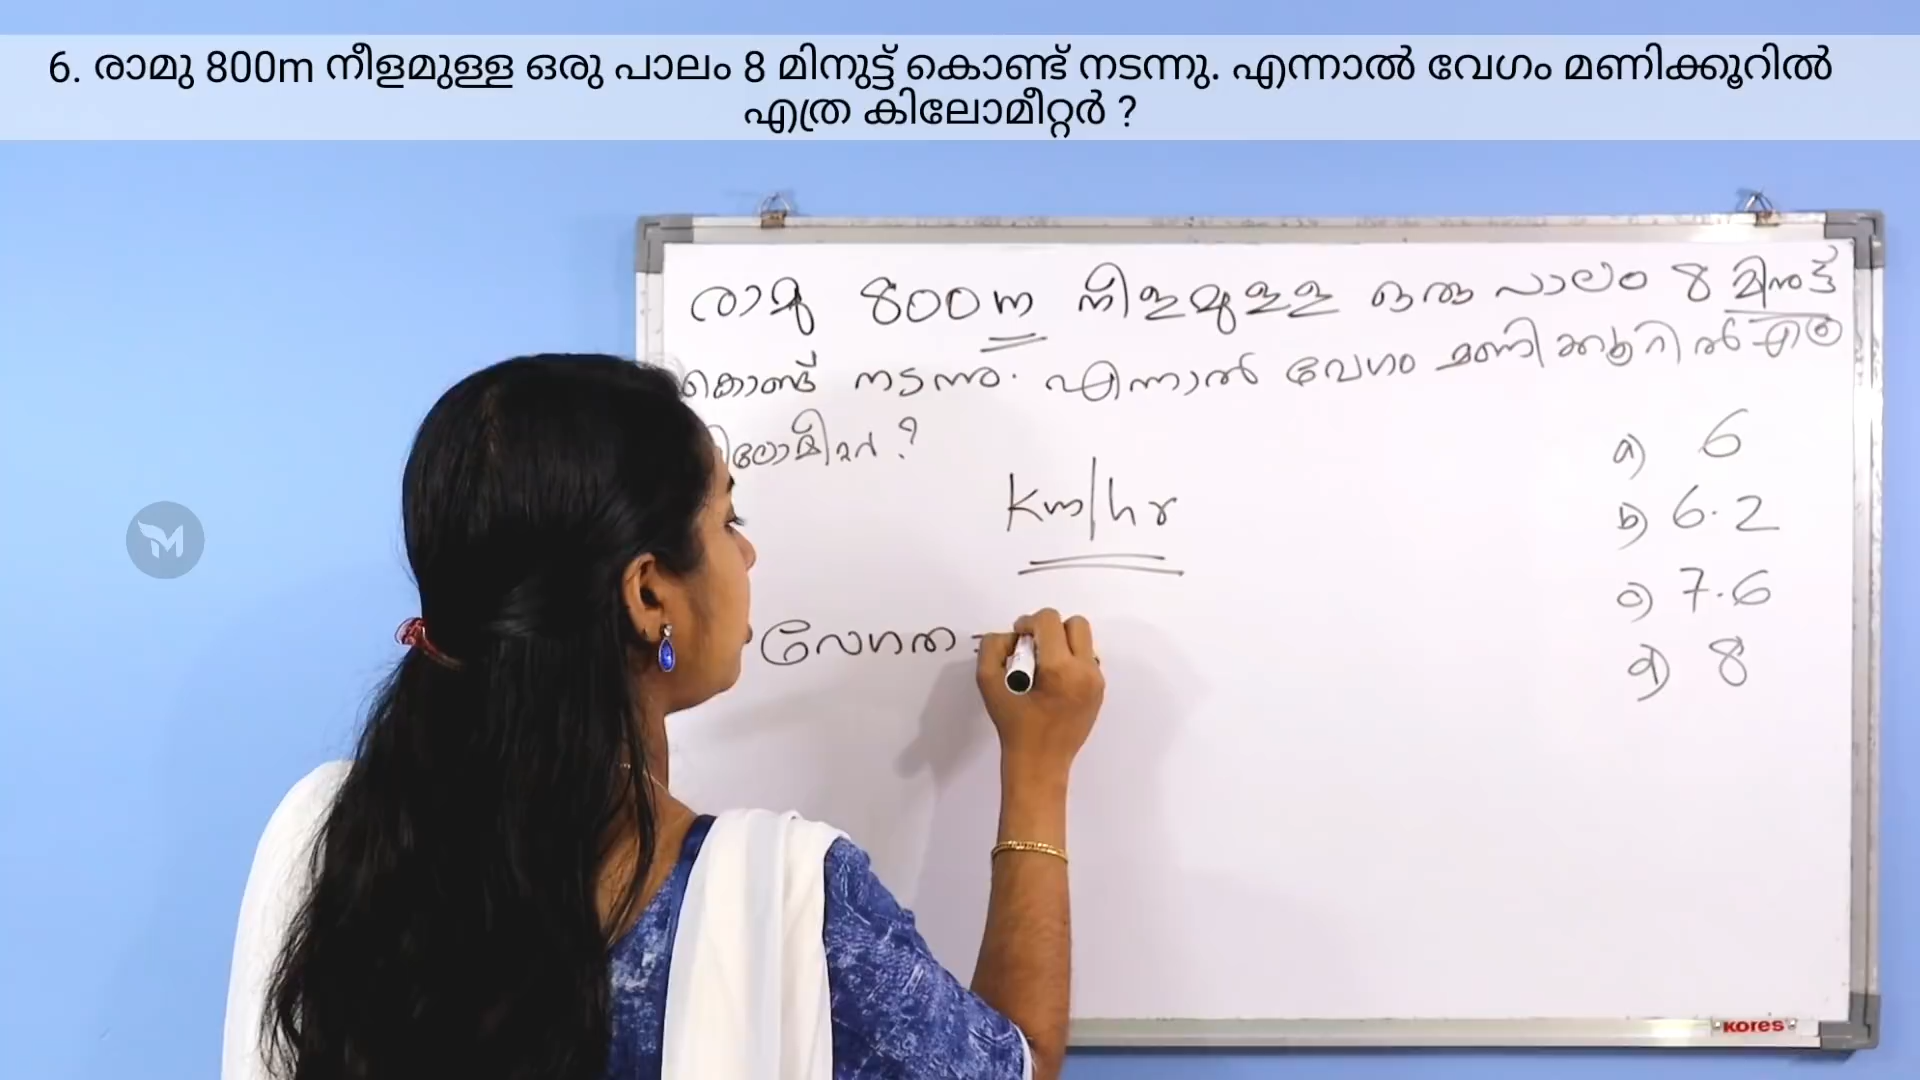 6. രാമു 800m നീളമുള്ള ഒരു പാലം 8 മിനുട്ട് കൊണ്ട് നടന്നു. എന്നാൽ വേഗം മണിക്കൂറിൽ
എത്ര കിലോമീറ്റർ ?
രാമു 800m നീളമുള്ള ഒരു പാലം 8 മിനുട്ട്
കൊണ്ട് നടന്നു. എന്നാൽ വേഗം മണിക്കൂറിൽ എത്ര
ലോമീറ്റർ ?
km/hr
വേഗത =
a) 6
b) 6.2
c) 7.6
d) 8
kores